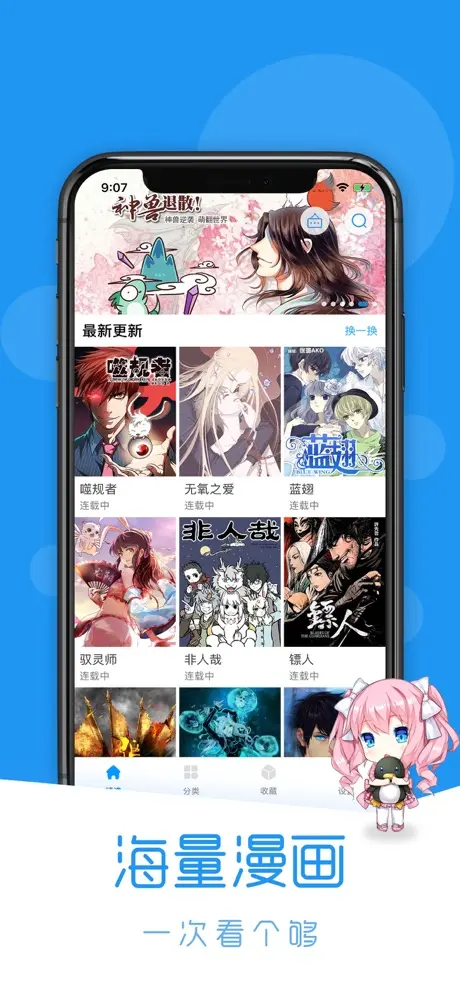 9:07
神兽退散!
神兽逆袭 萌翻世界
最新更新
换一换
噬规者
蓝翅
BLUE WING
噬规者
无氧之爱
蓝翅
连载中
连载中
连载中
非人哉
镖人
BLADES OF THE GUARDIANS
驭灵师
非人哉
镖人
连载中
连载中
连载中
分类
收藏
海量漫画
一次看个够